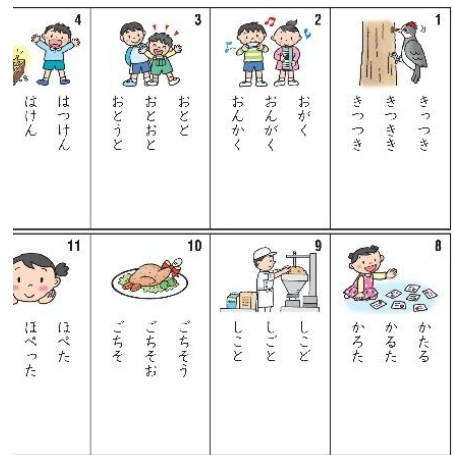 1
きっつき
きつつき
きつつき
2
おがく
おんがく
おんかく
3
おとと
おとおと
おとうと
4
はつけん
はけん
8
かたる
かるた
かろた
9
しこど
しごと
しこと
10
ごちそう
ごちそお
ごちそ
11
ほぺた
ほぺった